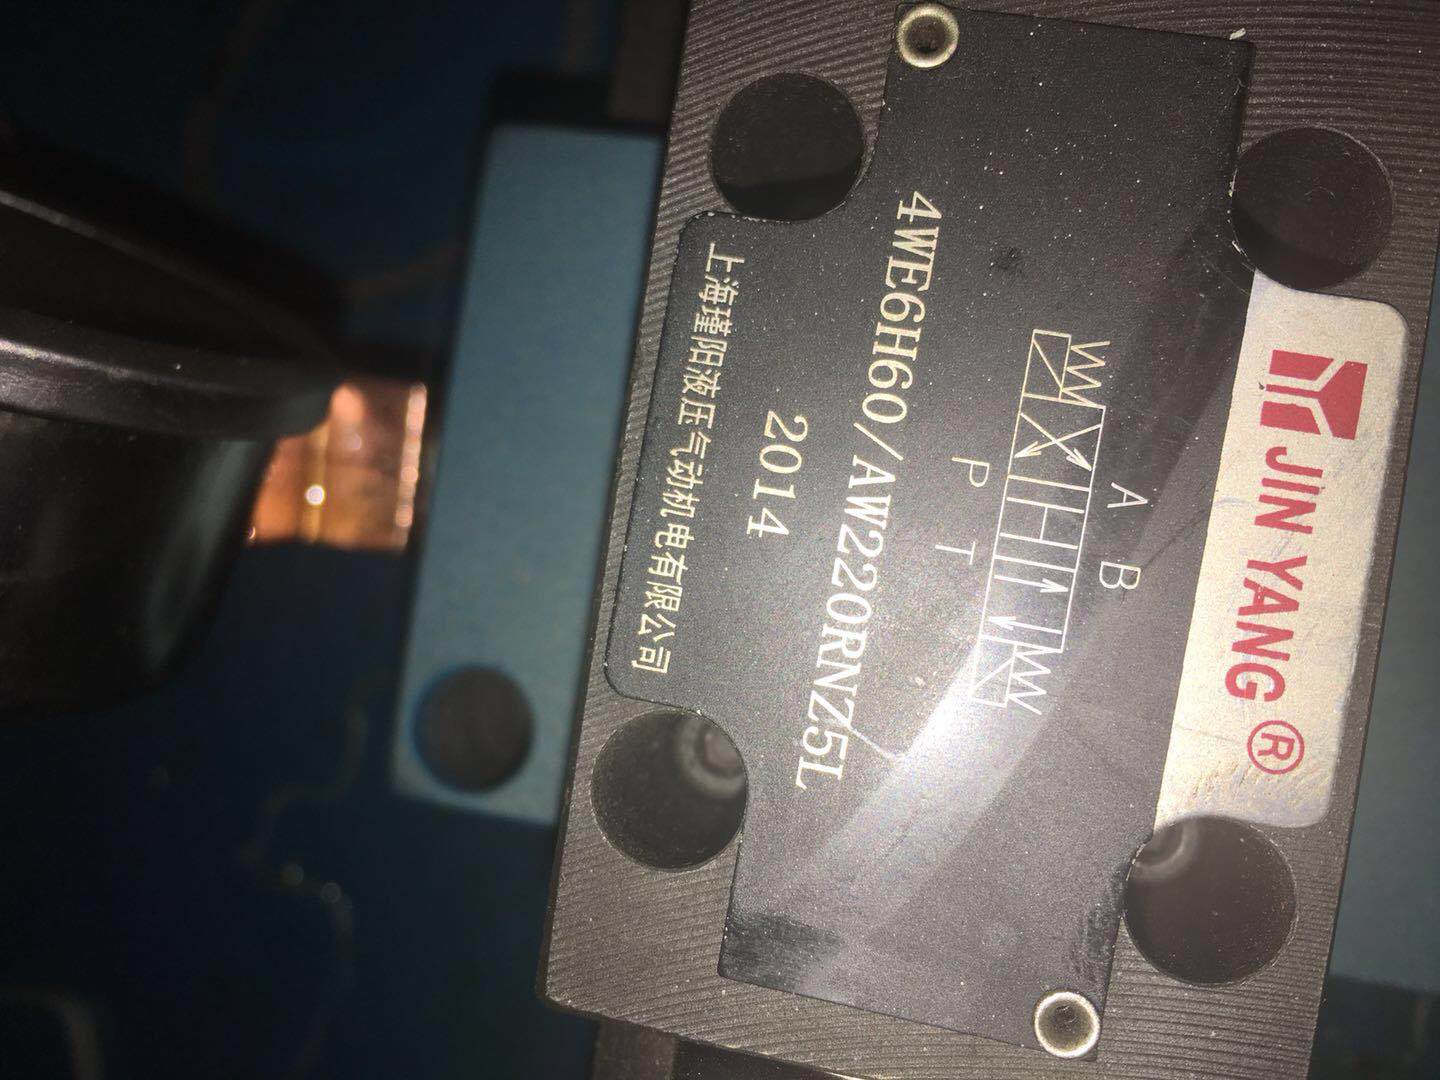 JIN YANG ®
A B
P T
4WE6H60/AW220RNZ5L
2014
上海瑾阳液压气动机电有限公司